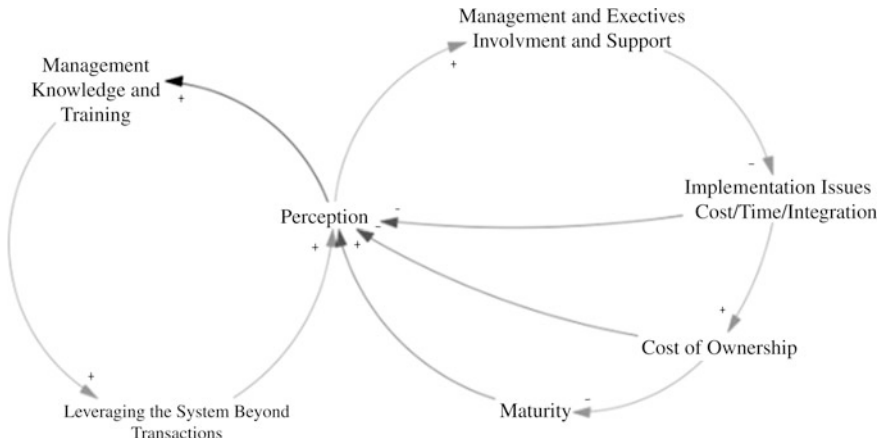 Management and Exectives
Involvment and Support
+
Management
Knowledge and
Training
+
−
Implementation Issues
Cost/Time/Integration
−
Perception
−
+
+
+
Cost of Ownership
+
Leveraging the System Beyond
Transactions
Maturity
−